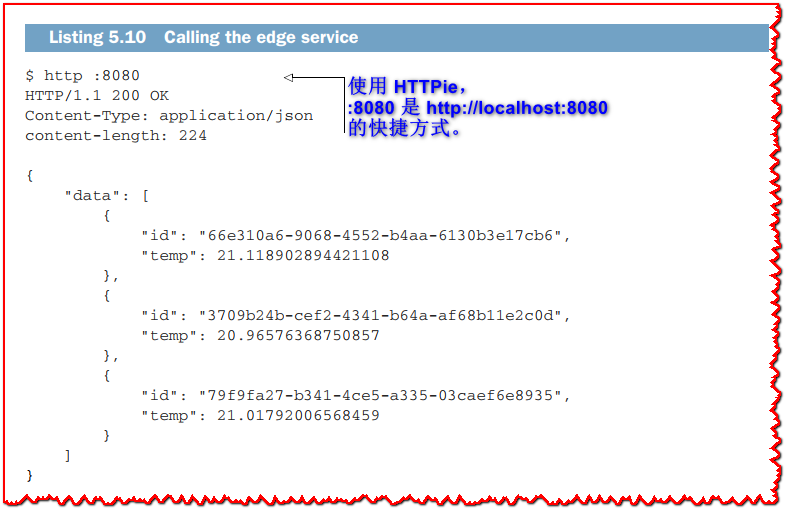 Listing 5.10 Calling the edge service
$ http :8080
使用 HTTPie，
:8080 是 http://localhost:8080
的快捷方式。
HTTP/1.1 200 OK
Content-Type: application/json
content-length: 224
{
"data": [
{
"id": "66e310a6-9068-4552-b4aa-6130b3e17cb6",
"temp": 21.118902894421108
},
{
"id": "3709b24b-cef2-4341-b64a-af68b11e2c0d",
"temp": 20.96576368750857
},
{
"id": "79f9fa27-b341-4ce5-a335-03caef6e8935",
"temp": 21.01792006568459
}
]
}